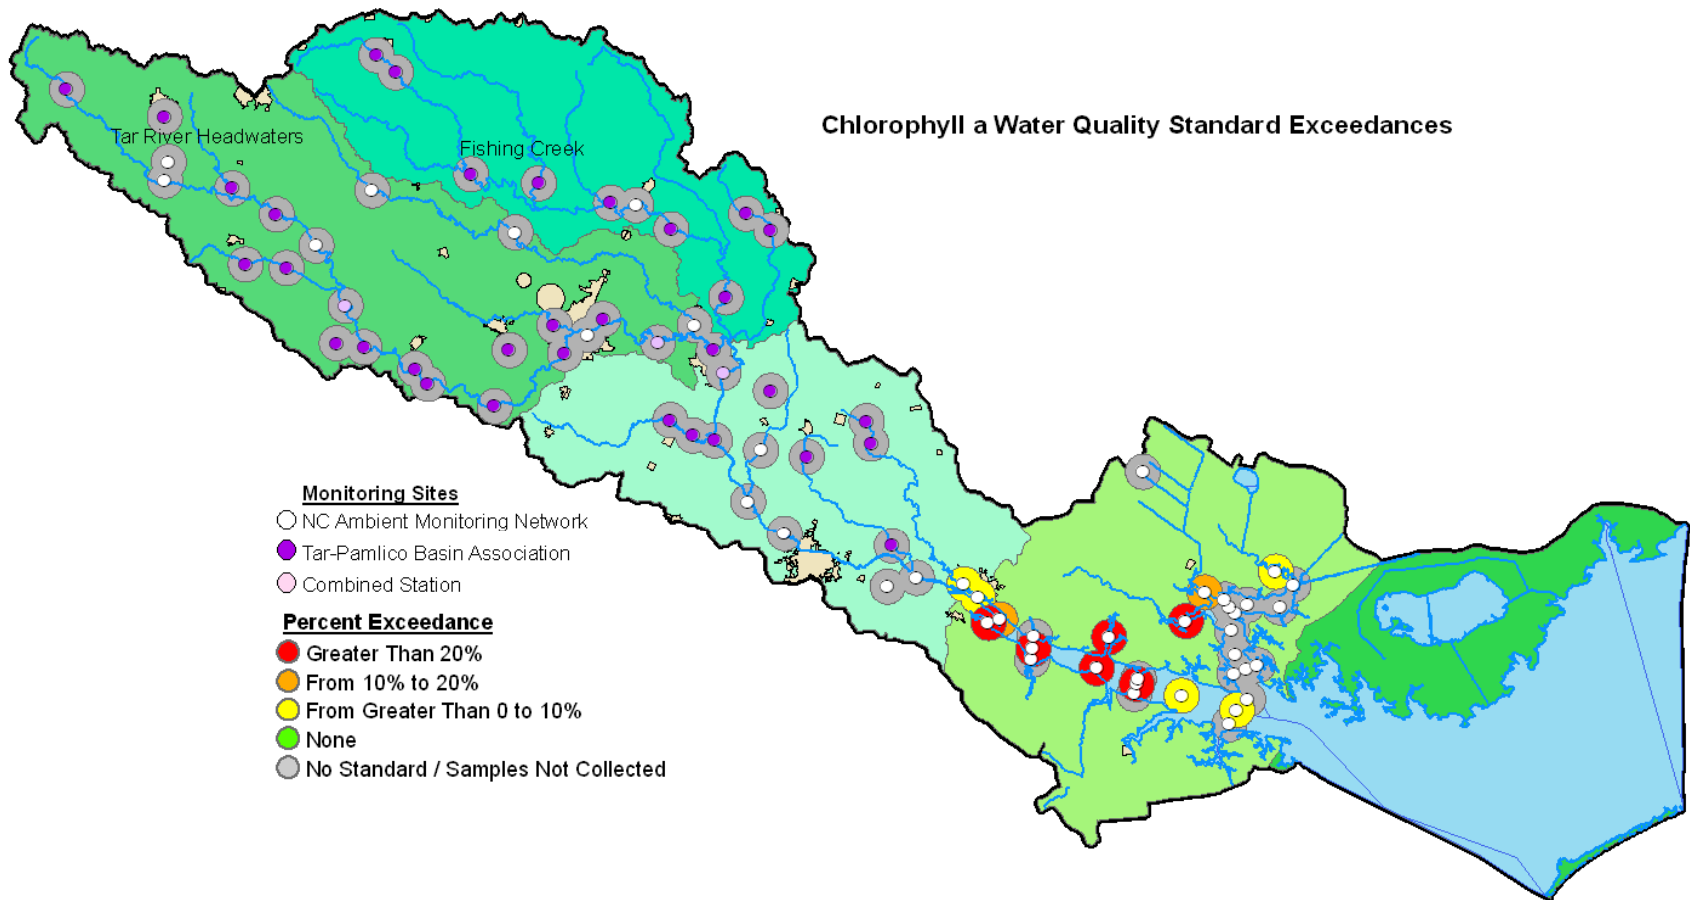 Chlorophyll a Water Quality Standard Exceedances
Tar River Headwaters
Fishing Creek
Monitoring Sites
NC Ambient Monitoring Network
Tar-Pamlico Basin Association
Combined Station
Percent Exceedance
Greater Than 20%
From 10% to 20%
From Greater Than 0 to 10%
None
No Standard / Samples Not Collected